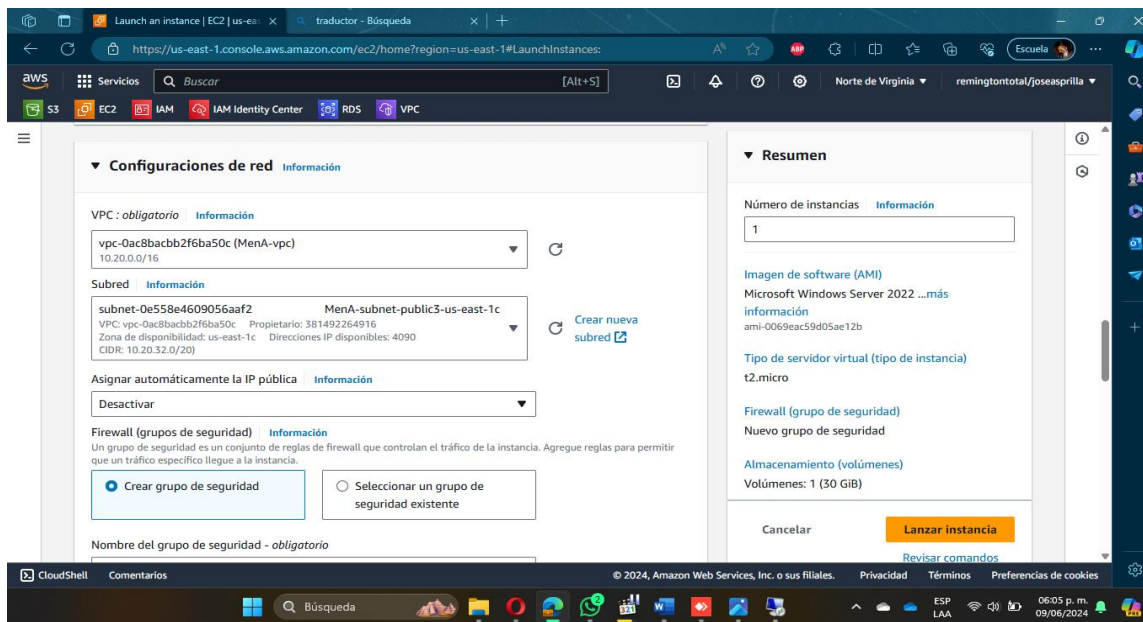 Launch an instance | EC2 | us-eas
traductor - Búsqueda
https://us-east-1.console.aws.amazon.com/ec2/home?region=us-east-1#LaunchInstances:
ABP
Escuela
aws
Servicios
Buscar
[Alt+S]
Norte de Virginia
remingtontotal/joseasprilla
S3
EC2
IAM
IAM Identity Center
RDS
VPC
Configuraciones de red Información
VPC : obligatorio Información
vpc-0ac8bacbb2f6ba50c (MenA-vpc)
10.20.0.0/16
Subred Información
subnet-0e558e4609056aaf2 MenA-subnet-public3-us-east-1c
VPC: vpc-0ac8bacbb2f6ba50c Propietario: 381492264916
Zona de disponibilidad: us-east-1c Direcciones IP disponibles: 4090
CIDR: 10.20.32.0/20)
Crear nueva
subred
Asignar automáticamente la IP pública Información
Desactivar
Firewall (grupos de seguridad) Información
Un grupo de seguridad es un conjunto de reglas de firewall que controlan el tráfico de la instancia. Agregue reglas para permitir
que un tráfico específico llegue a la instancia.
Crear grupo de seguridad
Seleccionar un grupo de
seguridad existente
Nombre del grupo de seguridad - obligatorio
Resumen
Número de instancias Información
1
Imagen de software (AMI)
Microsoft Windows Server 2022 ...más
información
ami-0069eac59d05ae12b
Tipo de servidor virtual (tipo de instancia)
t2.micro
Firewall (grupo de seguridad)
Nuevo grupo de seguridad
Almacenamiento (volúmenes)
Volúmenes: 1 (30 GiB)
Cancelar
Lanzar instancia
Revisar comandos
CloudShell
Comentarios
© 2024, Amazon Web Services, Inc. o sus filiales.
Privacidad
Términos
Preferencias de cookies
Búsqueda
ESP
LAA
06:05 p. m.
09/06/2024